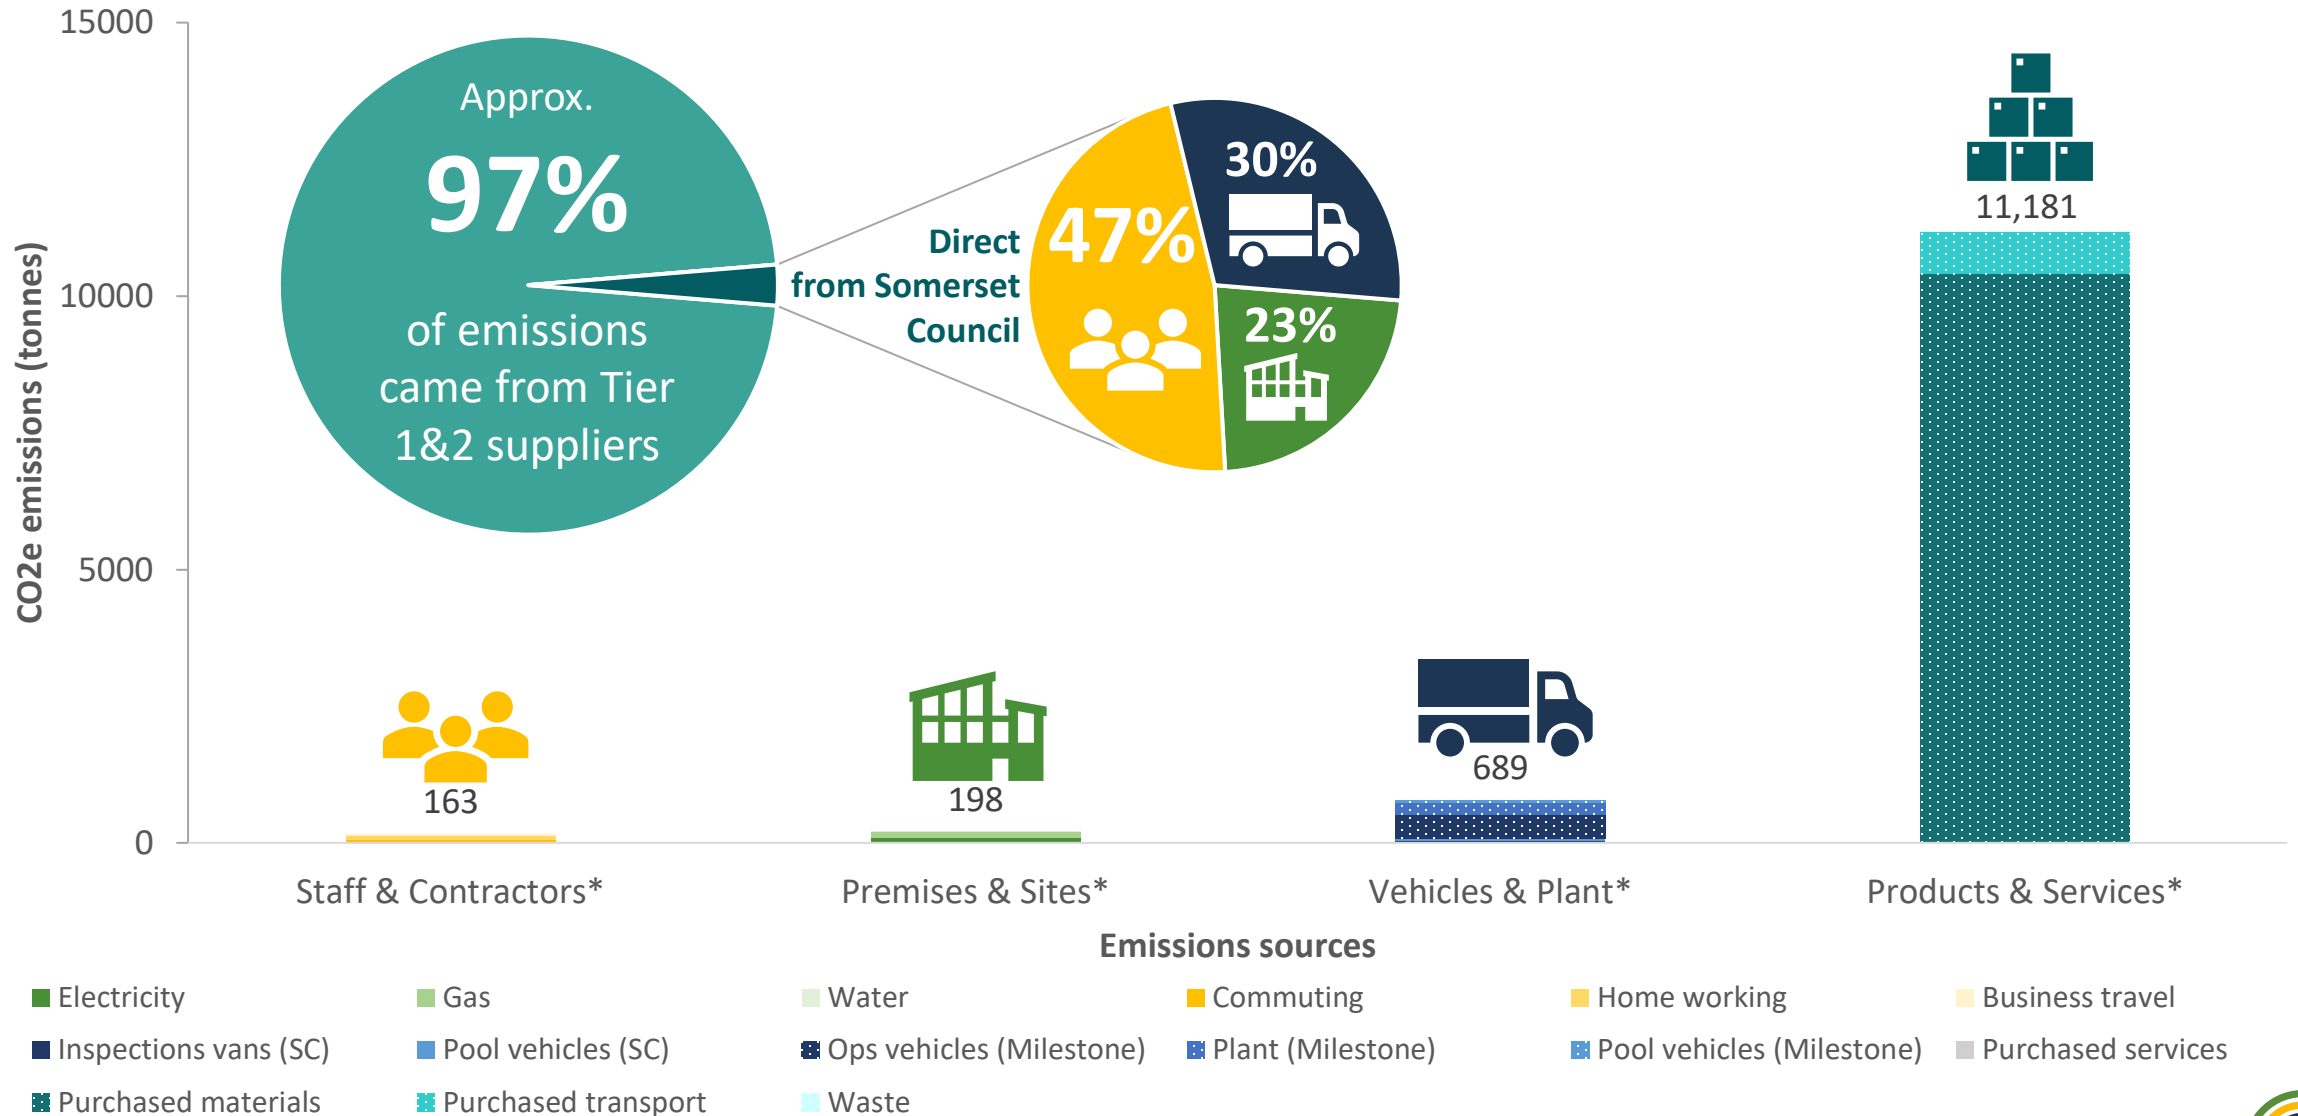 15000
10000
5000
0
CO2e emissions (tonnes)
Approx.
97%
of emissions
came from Tier
1&2 suppliers
Direct
from Somerset
Council
30%
47%
23%
163
198
689
11,181
Staff & Contractors*
Premises & Sites*
Vehicles & Plant*
Products & Services*
Emissions sources
Electricity
Gas
Water
Commuting
Home working
Business travel
Inspections vans (SC)
Pool vehicles (SC)
Ops vehicles (Milestone)
Plant (Milestone)
Pool vehicles (Milestone)
Purchased services
Purchased materials
Purchased transport
Waste